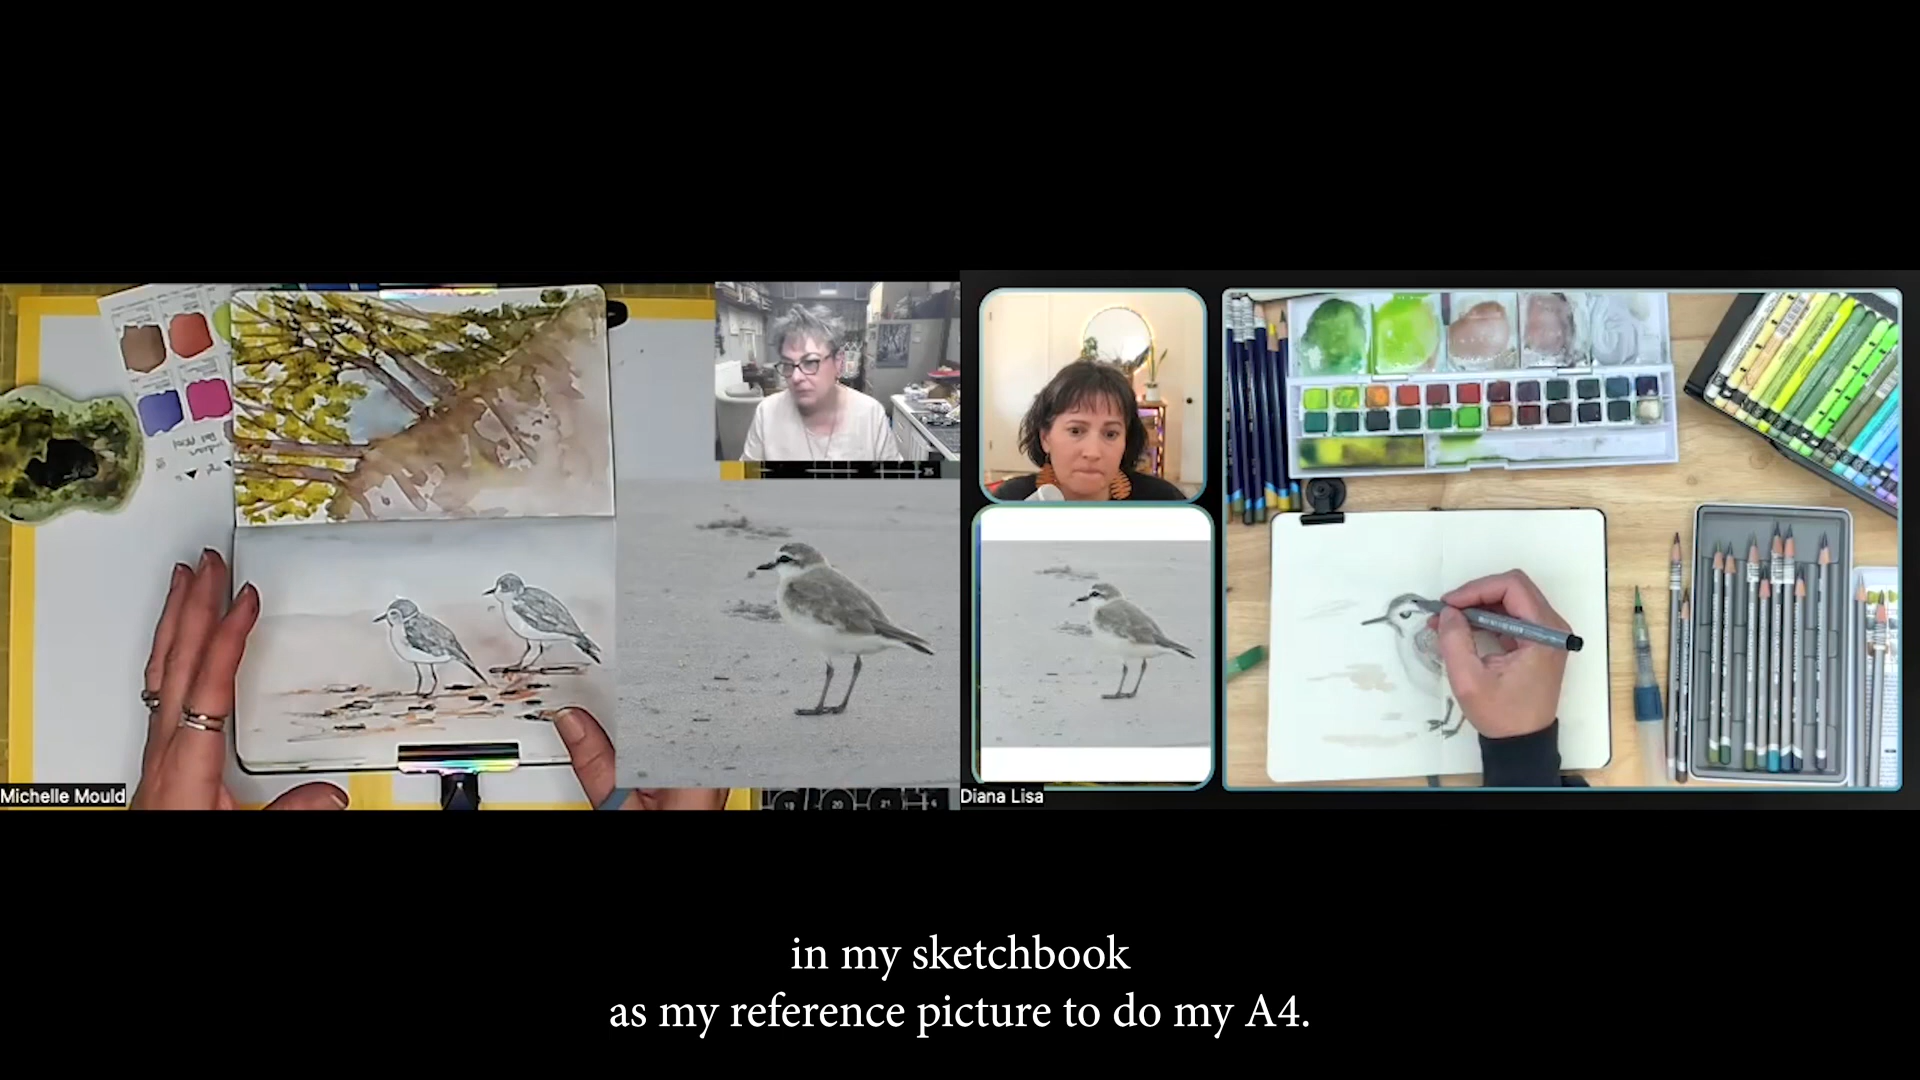 Michelle Mould
Diana Lisa
in my sketchbook
as my reference picture to do my A4.